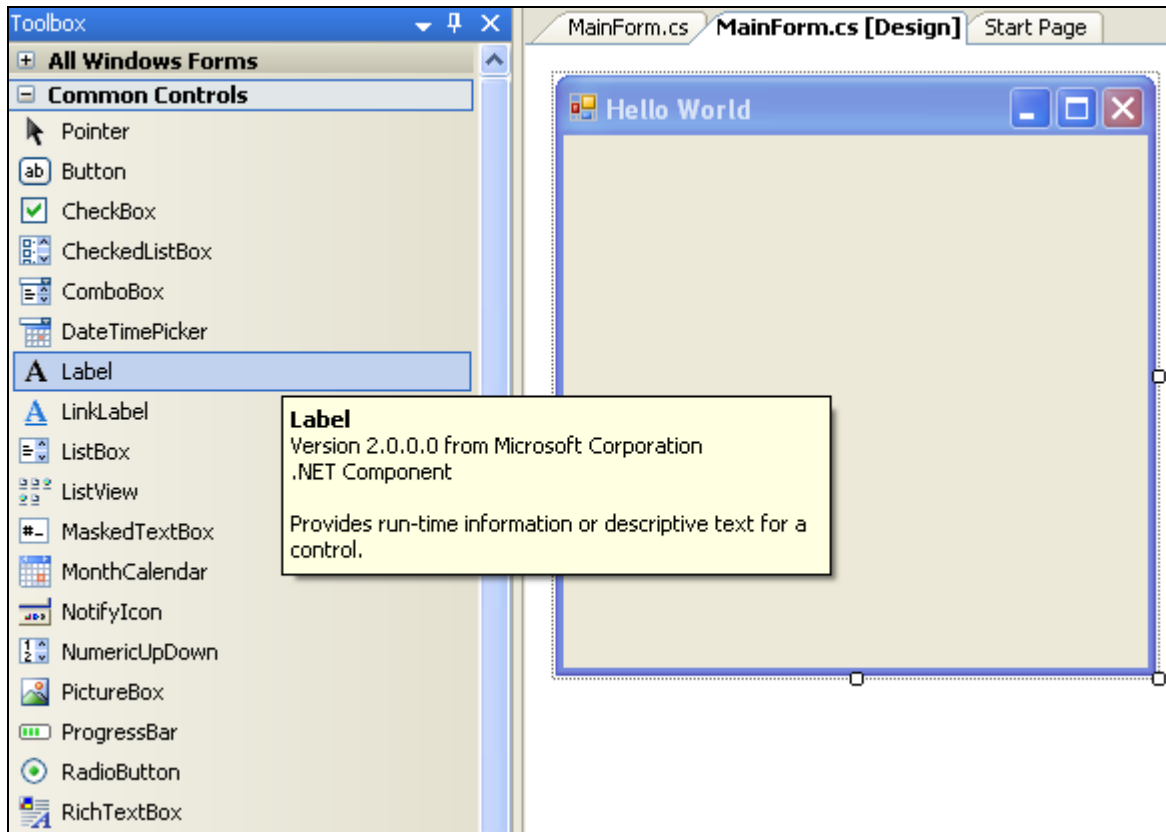 Toolbox
MainForm.cs
MainForm.cs [Design]
Start Page
All Windows Forms
Common Controls
Pointer
Button
CheckBox
CheckedListBox
ComboBox
DateTimePicker
Label
LinkLabel
ListBox
ListView
MaskedTextBox
MonthCalendar
NotifyIcon
NumericUpDown
PictureBox
ProgressBar
RadioButton
RichTextBox
Hello World
Label
Version 2.0.0.0 from Microsoft Corporation
.NET Component
Provides run-time information or descriptive text for a
control.